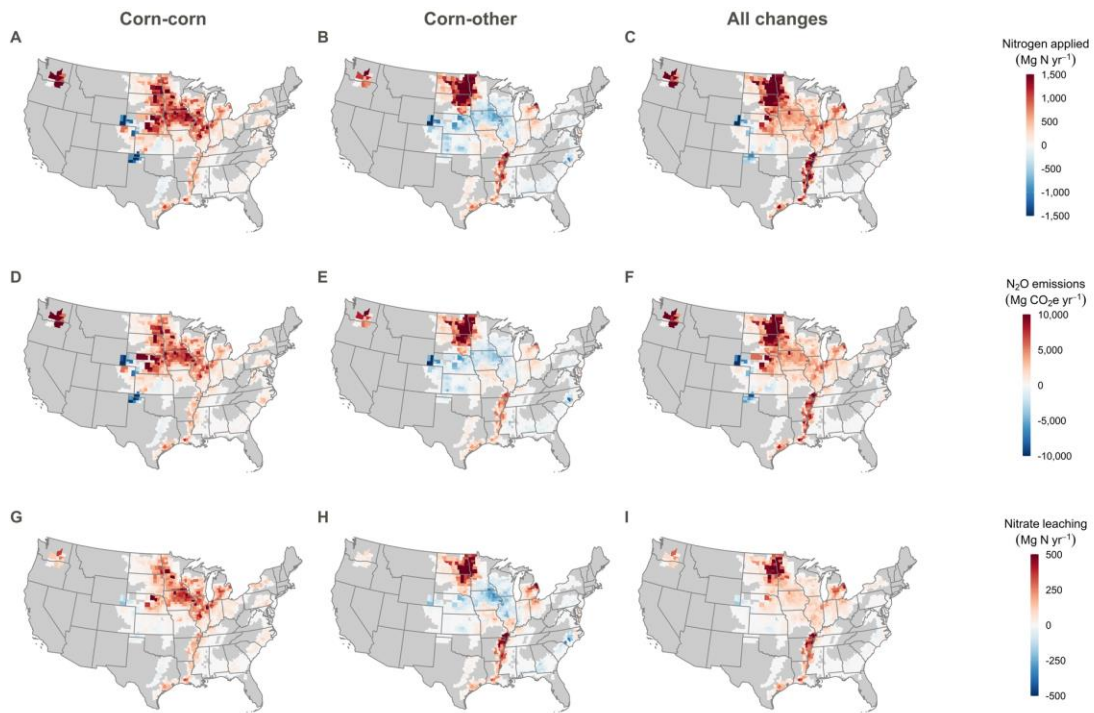 Corn-corn
Corn-other
All changes
A
B
C
Nitrogen applied
(Mg N yr⁻¹)
1,500
1,000
500
0
-500
-1,000
-1,500
D
E
F
N₂O emissions
(Mg CO₂e yr⁻¹)
10,000
5,000
0
-5,000
-10,000
G
H
I
Nitrate leaching
(Mg N yr⁻¹)
500
250
0
-250
-500